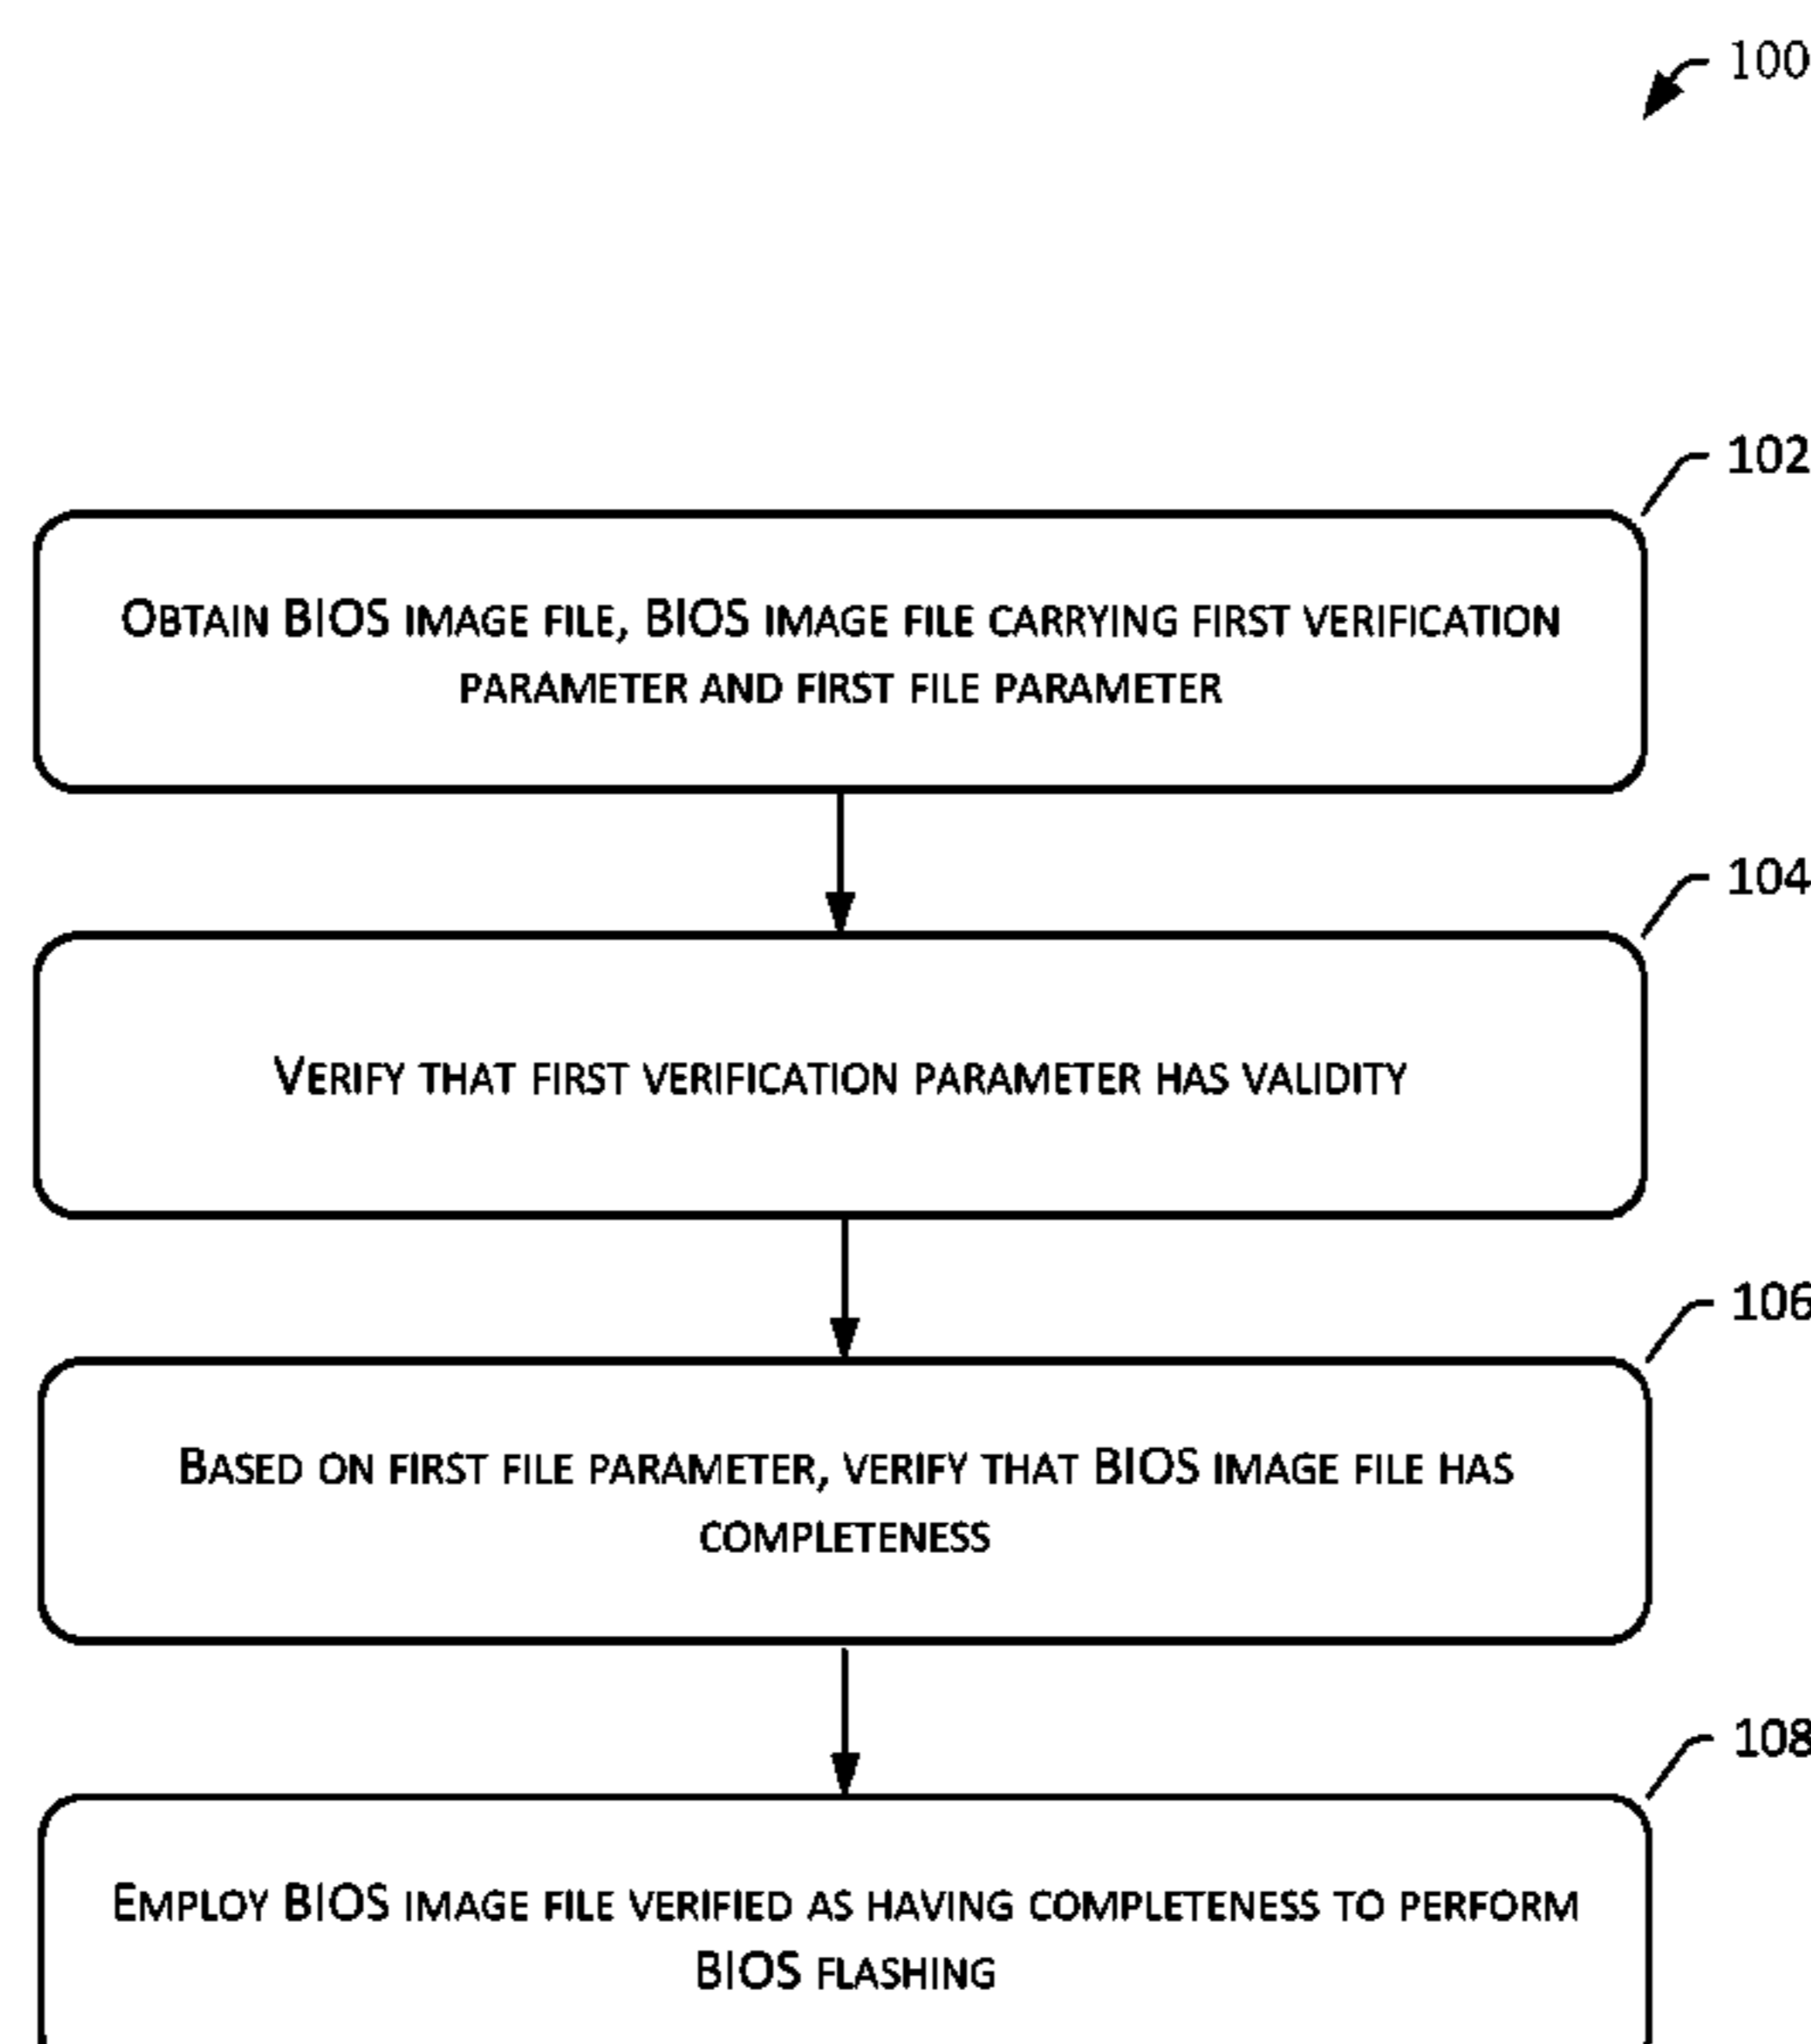 100
102
OBTAIN BIOS IMAGE FILE, BIOS IMAGE FILE CARRYING FIRST VERIFICATION
PARAMETER AND FIRST FILE PARAMETER
104
VERIFY THAT FIRST VERIFICATION PARAMETER HAS VALIDITY
106
BASED ON FIRST FILE PARAMETER, VERIFY THAT BIOS IMAGE FILE HAS
COMPLETENESS
108
EMPLOY BIOS IMAGE FILE VERIFIED AS HAVING COMPLETENESS TO PERFORM
BIOS FLASHING